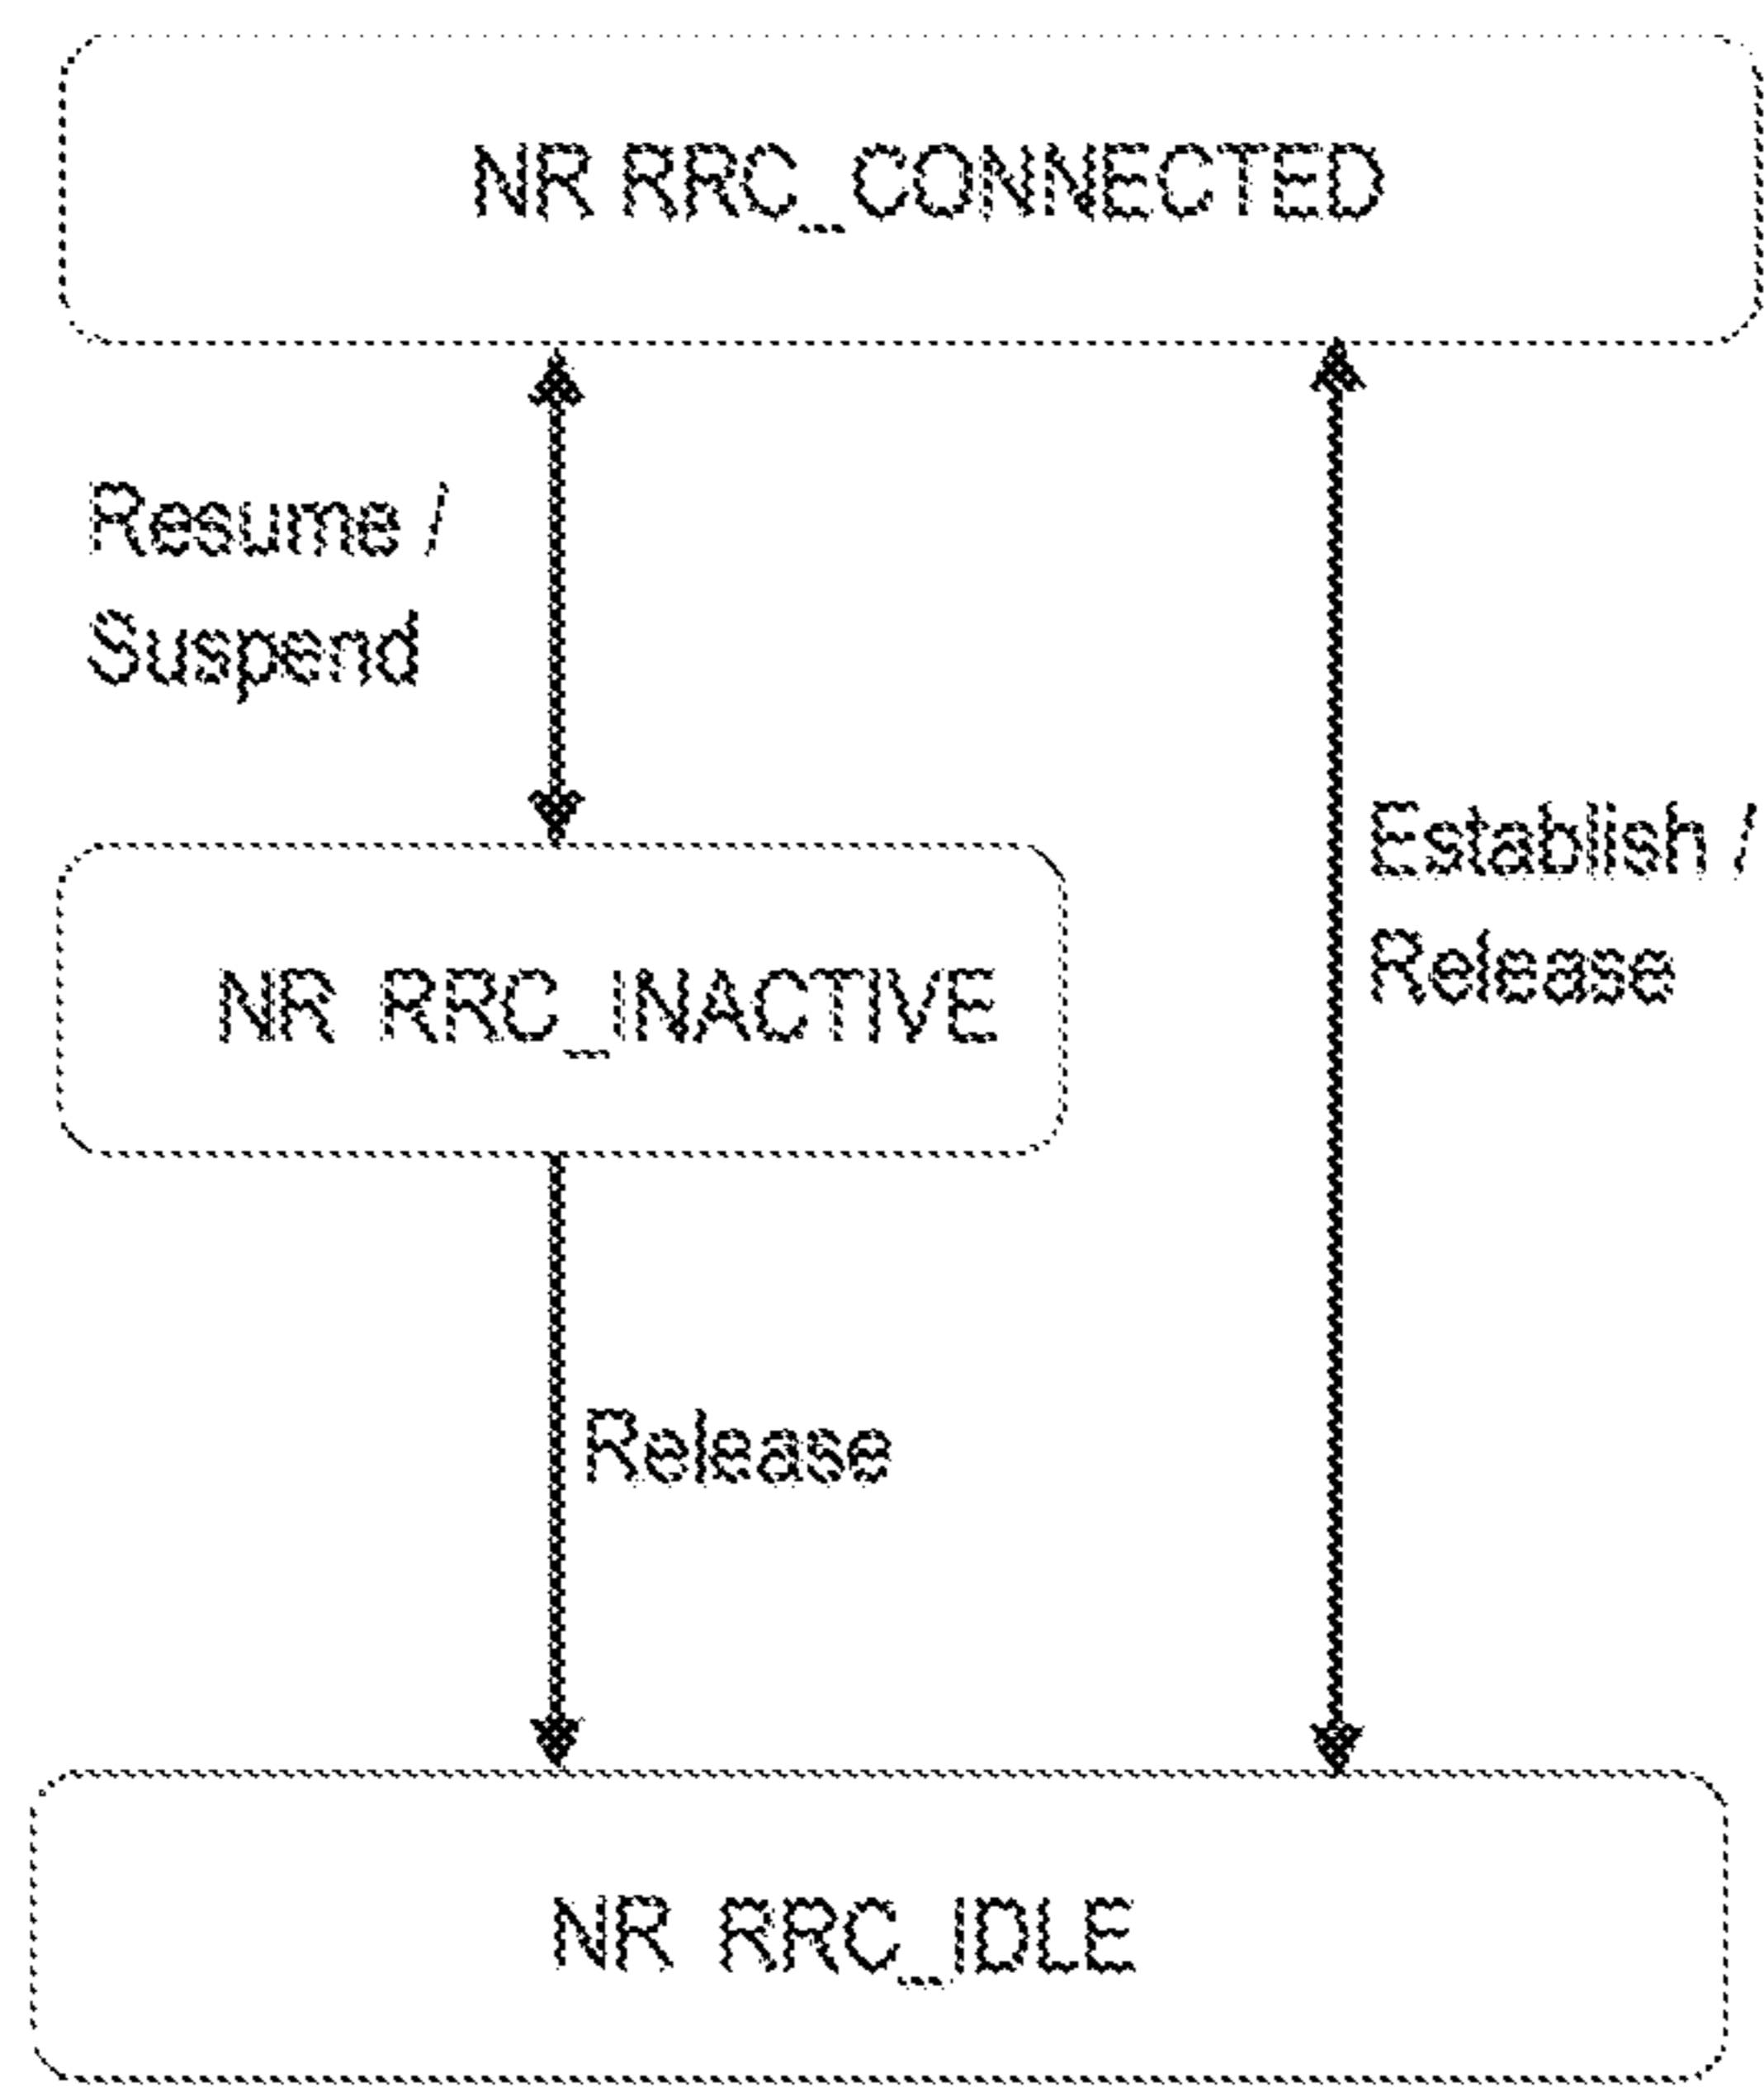 NR RRC_CONNECTED
Resume /
Suspend
Establish /
Release
NR RRC_INACTIVE
Release
NR RRC_IDLE